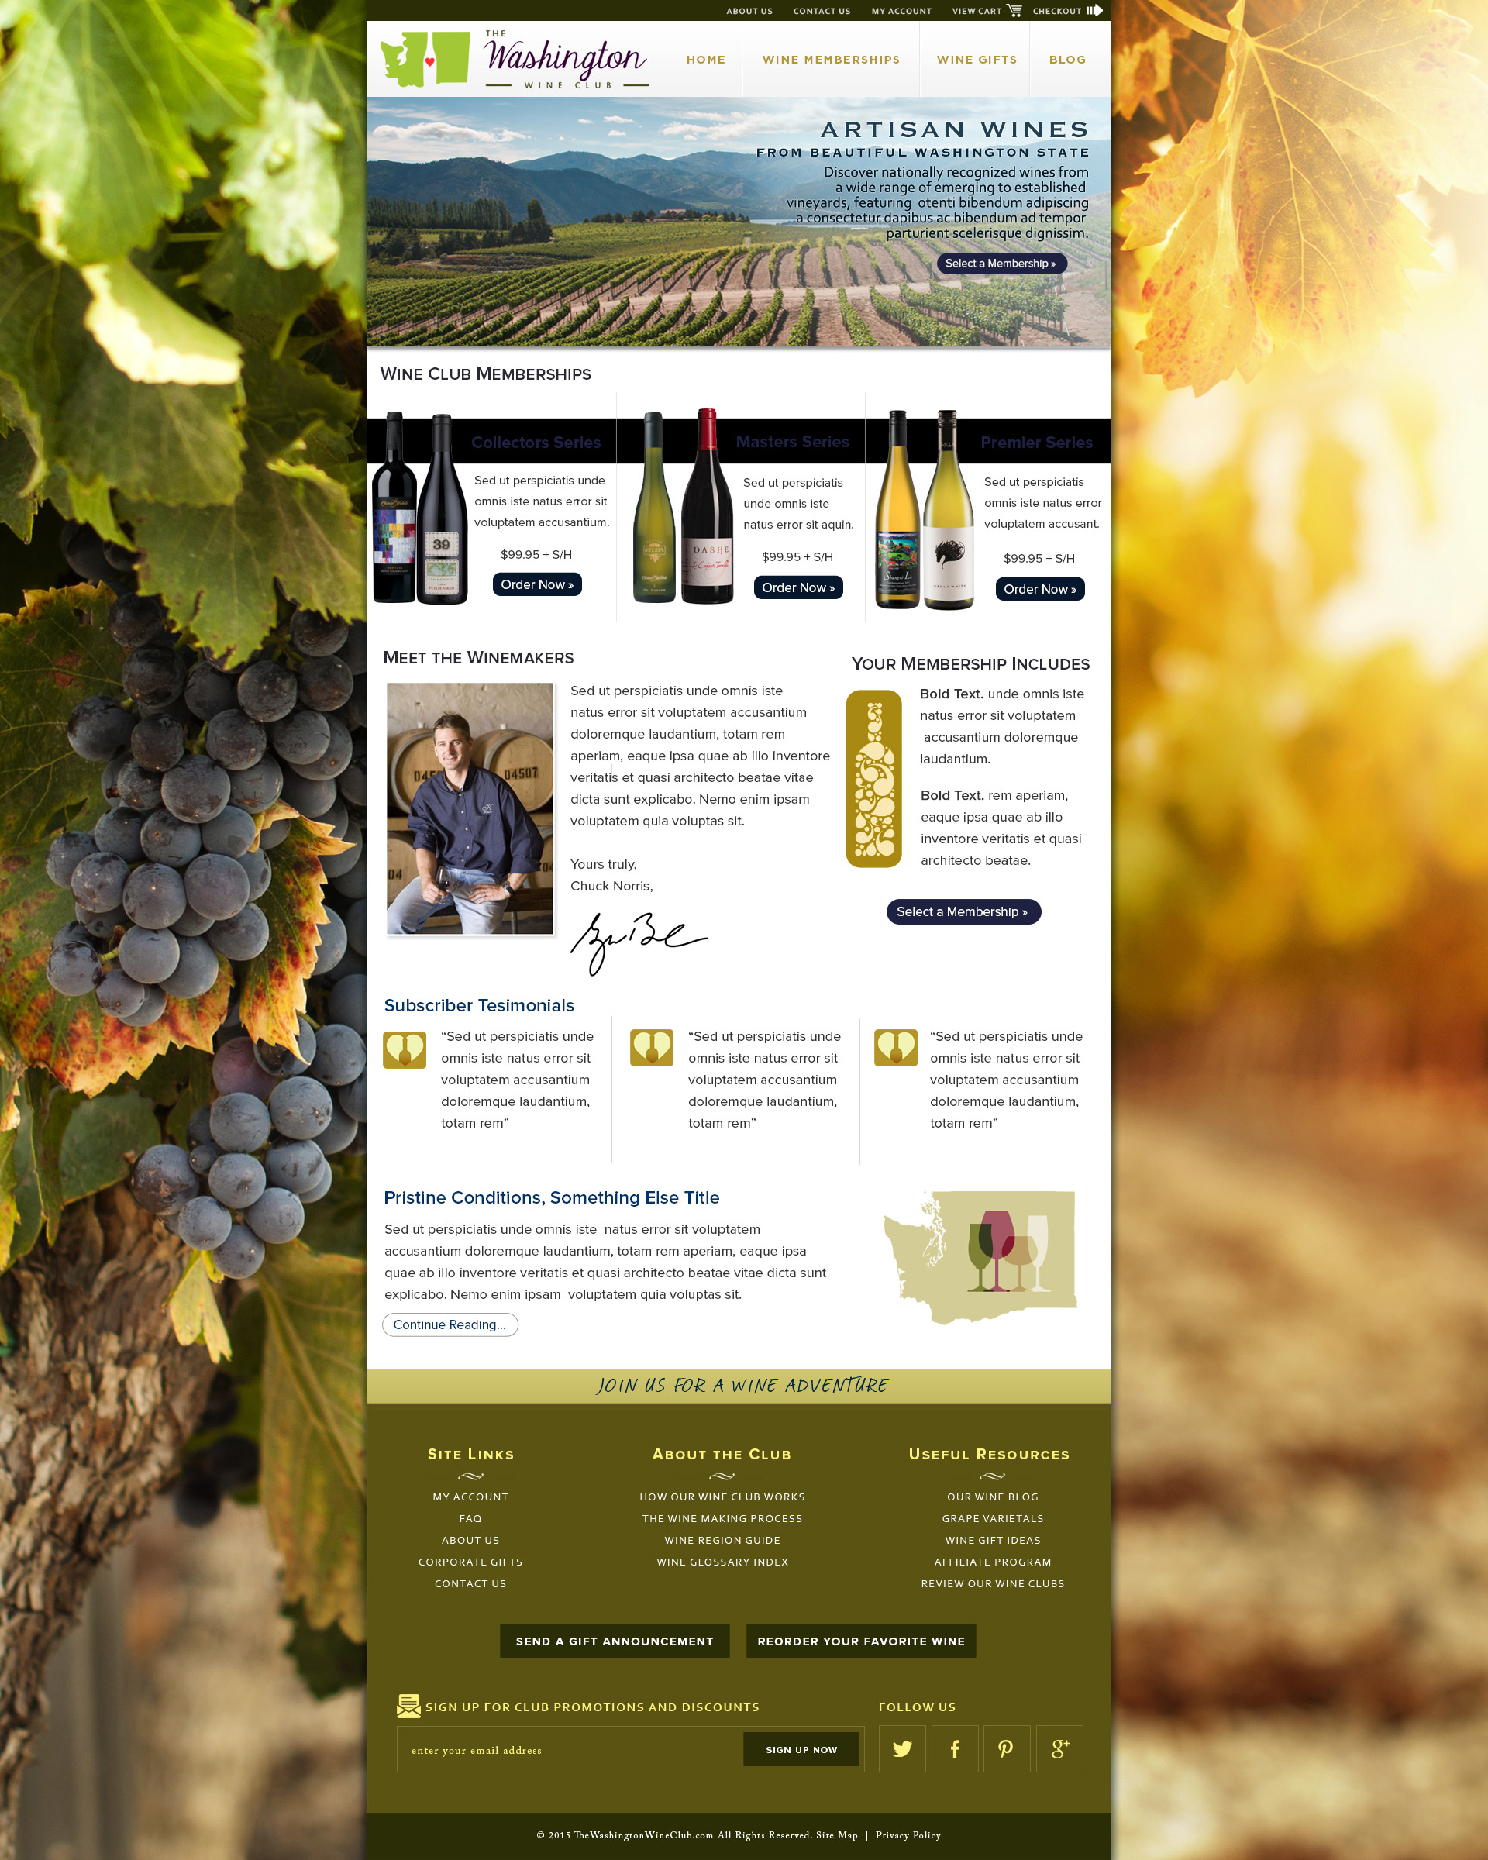 ABOUT US CONTACT US MY ACCOUNT VIEW CART CHECKOUT
THE
Washington
WINE CLUB
HOME WINE MEMBERSHIPS WINE GIFTS BLOG
ARTISAN WINES
FROM BEAUTIFUL WASHINGTON STATE
Discover nationally recognized wines from
a wide range of emerging to established
vineyards, featuring otenti bibendum adipiscing
a consectetur dapibus ac bibendum ad tempor
parturient scelerisque dignissim.
Select a Membership »
WINE CLUB MEMBERSHIPS
Collectors Series
Sed ut perspiciatis unde
omnis iste natus error sit
voluptatem accusantium.
$99.95 + S/H
Order Now »
39
Masters Series
Sed ut perspiciatis
unde omnis iste
natus error sit aquin.
$99.95 + S/H
Order Now »
DASHE
Premier Series
Sed ut perspiciatis
omnis iste natus error
voluptatem accusant.
$99.95 + S/H
Order Now »
MEET THE WINEMAKERS
04507
04
Sed ut perspiciatis unde omnis iste
natus error sit voluptatem accusantium
doloremque laudantium, totam rem
aperiam, eaque ipsa quae ab illo inventore
veritatis et quasi architecto beatae vitae
dicta sunt explicabo. Nemo enim ipsam
voluptatem quia voluptas sit.
Yours truly,
Chuck Norris,
YOUR MEMBERSHIP INCLUDES
Bold Text. unde omnis iste
natus error sit voluptatem
accusantium doloremque
laudantium.
Bold Text. rem aperiam,
eaque ipsa quae ab illo
inventore veritatis et quasi
architecto beatae.
Select a Membership »
Subscriber Tesimonials
“Sed ut perspiciatis unde
omnis iste natus error sit
voluptatem accusantium
doloremque laudantium,
totam rem”
“Sed ut perspiciatis unde
omnis iste natus error sit
voluptatem accusantium
doloremque laudantium,
totam rem”
“Sed ut perspiciatis unde
omnis iste natus error sit
voluptatem accusantium
doloremque laudantium,
totam rem”
Pristine Conditions, Something Else Title
Sed ut perspiciatis unde omnis iste natus error sit voluptatem
accusantium doloremque laudantium, totam rem aperiam, eaque ipsa
quae ab illo inventore veritatis et quasi architecto beatae vitae dicta sunt
explicabo. Nemo enim ipsam voluptatem quia voluptas sit.
Continue Reading...
JOIN US FOR A WINE ADVENTURE
SITE LINKS
MY ACCOUNT
FAQ
ABOUT US
CORPORATE GIFTS
CONTACT US
ABOUT THE CLUB
HOW OUR WINE CLUB WORKS
THE WINE MAKING PROCESS
WINE REGION GUIDE
WINE GLOSSARY INDEX
USEFUL RESOURCES
OUR WINE BLOG
GRAPE VARIETALS
WINE GIFT IDEAS
AFFILIATE PROGRAM
REVIEW OUR WINE CLUBS
SEND A GIFT ANNOUNCEMENT
REORDER YOUR FAVORITE WINE
SIGN UP FOR CLUB PROMOTIONS AND DISCOUNTS
enter your email address
SIGN UP NOW
FOLLOW US
© 2015 TheWashingtonWineClub.com All Rights Reserved. Site Map | Privacy Policy